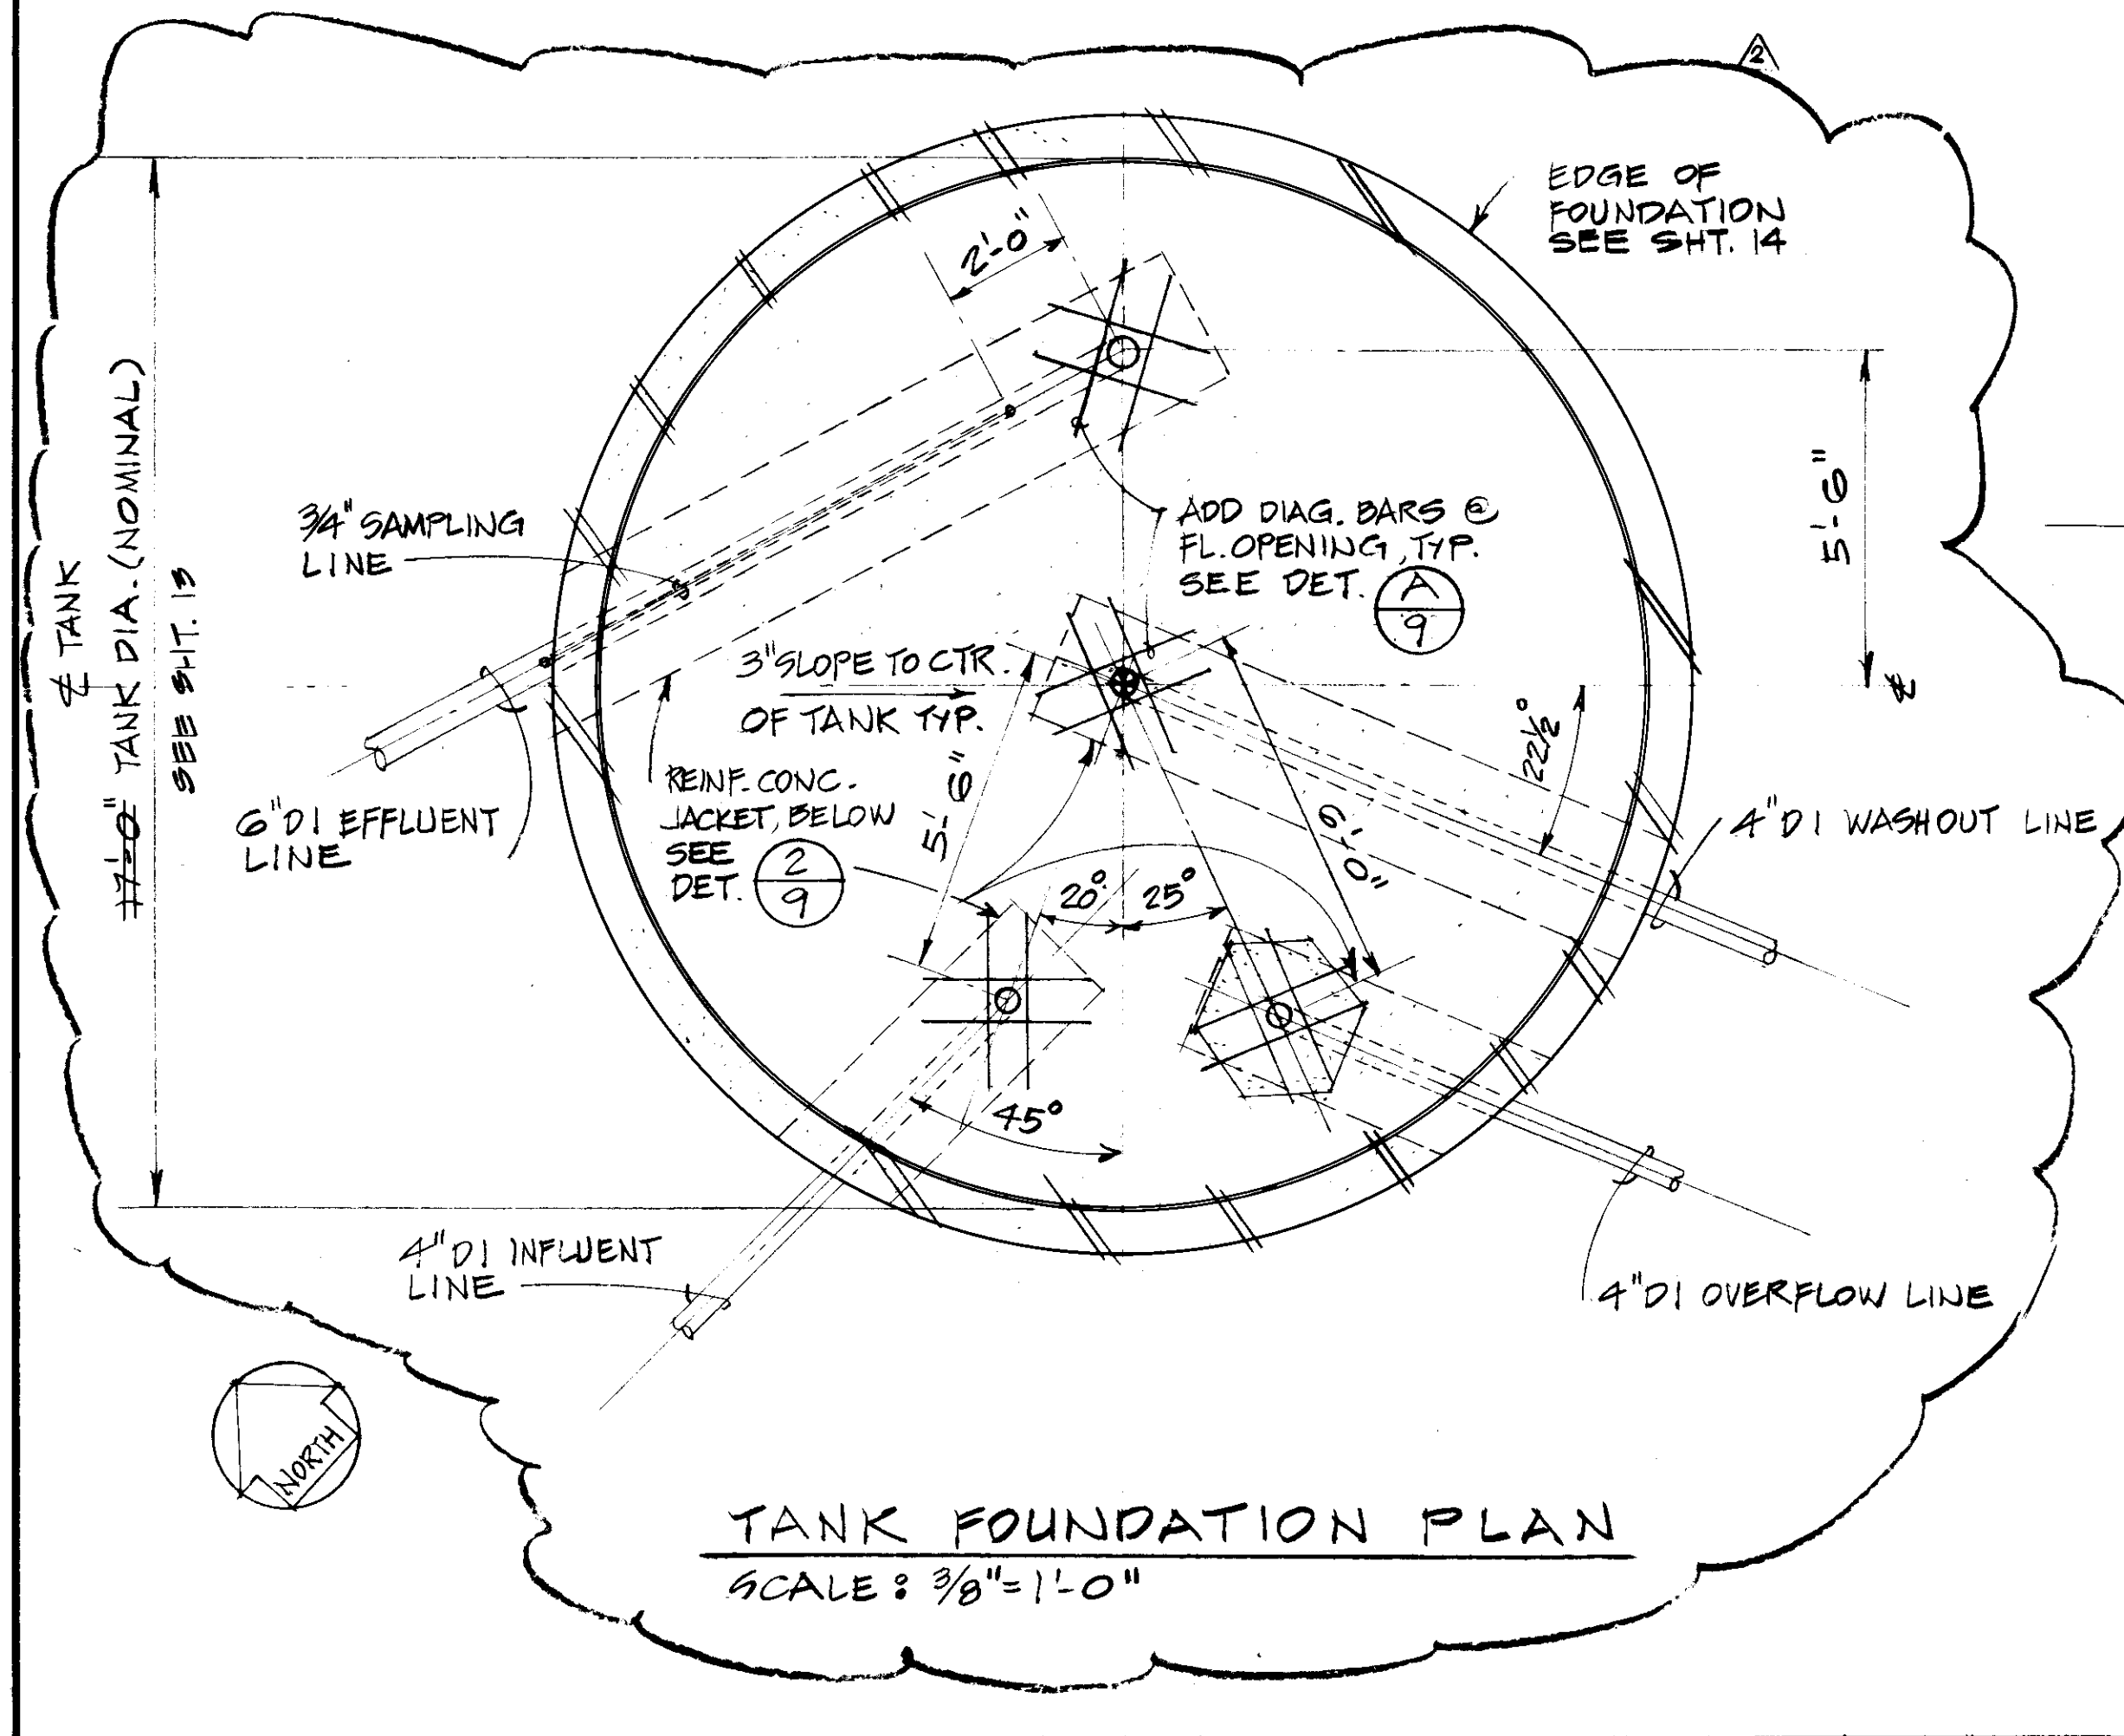 2
EDGE OF
FOUNDATION
SEE SHT. 14
2'-0"
¾" SAMPLING
LINE
ADD DIAG. BARS @
FL. OPENING, TYP.
SEE DET. A
9
5'-6"
℄
℄ TANK
17'-0" TANK DIA. (NOMINAL)
SEE SHT. 13
3" SLOPE TO CTR.
OF TANK TYP.
22½°
6" DI EFFLUENT
LINE
REINF. CONC.
JACKET, BELOW
SEE
DET. 2
9
5'-6"
6'-0"
20°
25°
4" DI WASHOUT LINE
45°
4" DI INFLUENT
LINE
4" DI OVERFLOW LINE
NORTH
TANK FOUNDATION PLAN
SCALE: 3/8"=1'-0"